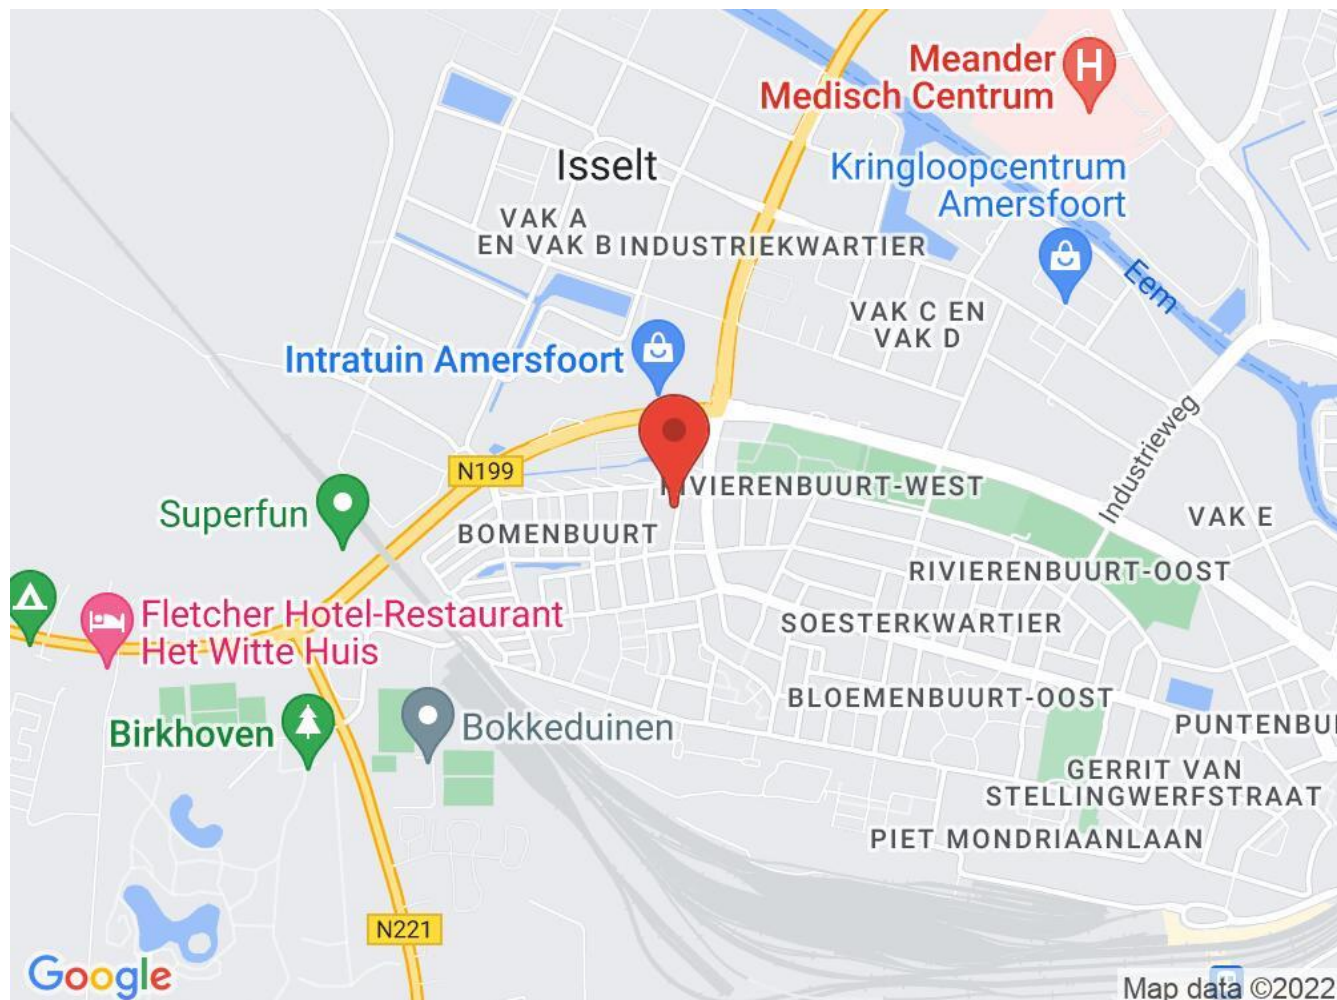 Meander
Medisch Centrum
Isselt
Kringloopcentrum
Amersfoort
VAK A
EN VAK B
INDUSTRIEKWARTIER
Eem
VAK C EN
VAK D
Intratuin Amersfoort
Industrieweg
N199
RIVIERENBUURT-WEST
Superfun
BOMENBUURT
VAK E
RIVIERENBUURT-OOST
Fletcher Hotel-Restaurant
Het Witte Huis
SOESTERKWARTIER
BLOEMENBUURT-OOST
Birkhoven
Bokkeduinen
PUNTENBU
GERRIT VAN
STELLINGWERFSTRAAT
PIET MONDRIAANLAAN
N221
Google
Map data ©2022